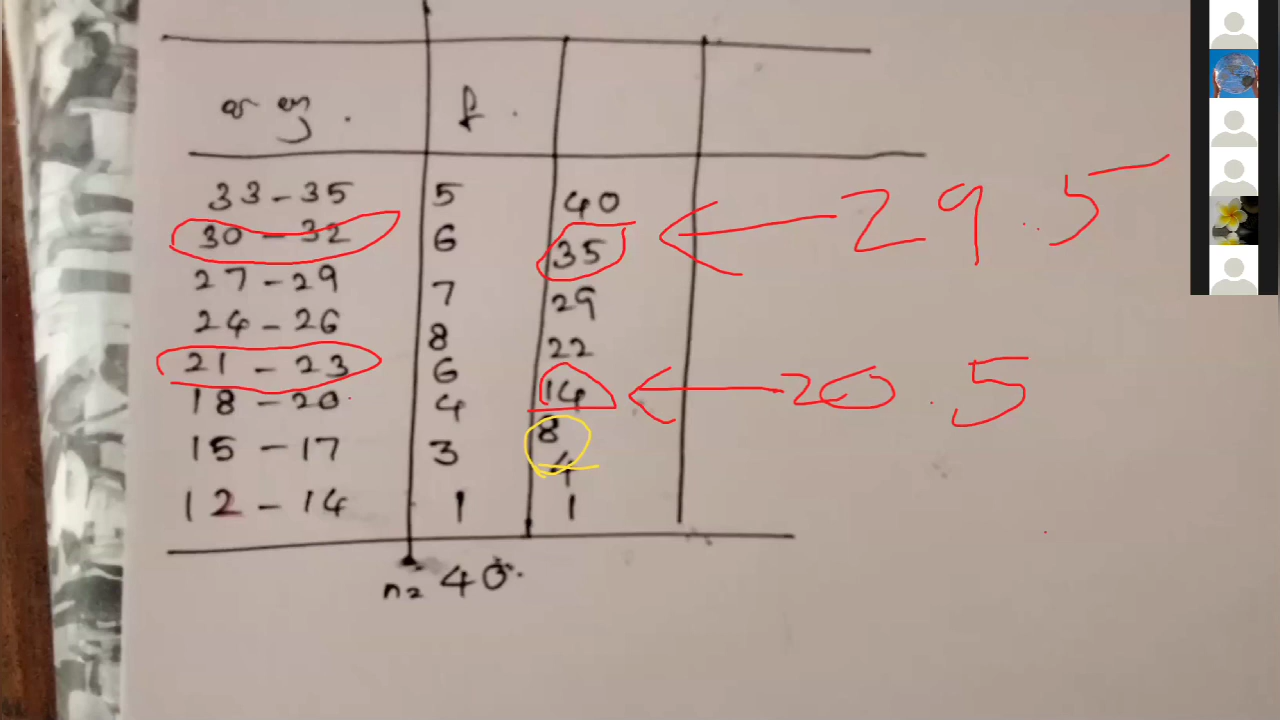 f.
33-35 5 40
30-32 6 35 29.5
27-29 7 29
24-26 8 22
21-23 6 14 20.5
18-20 4 8
15-17 3 4
12-14 1 1
n= 40